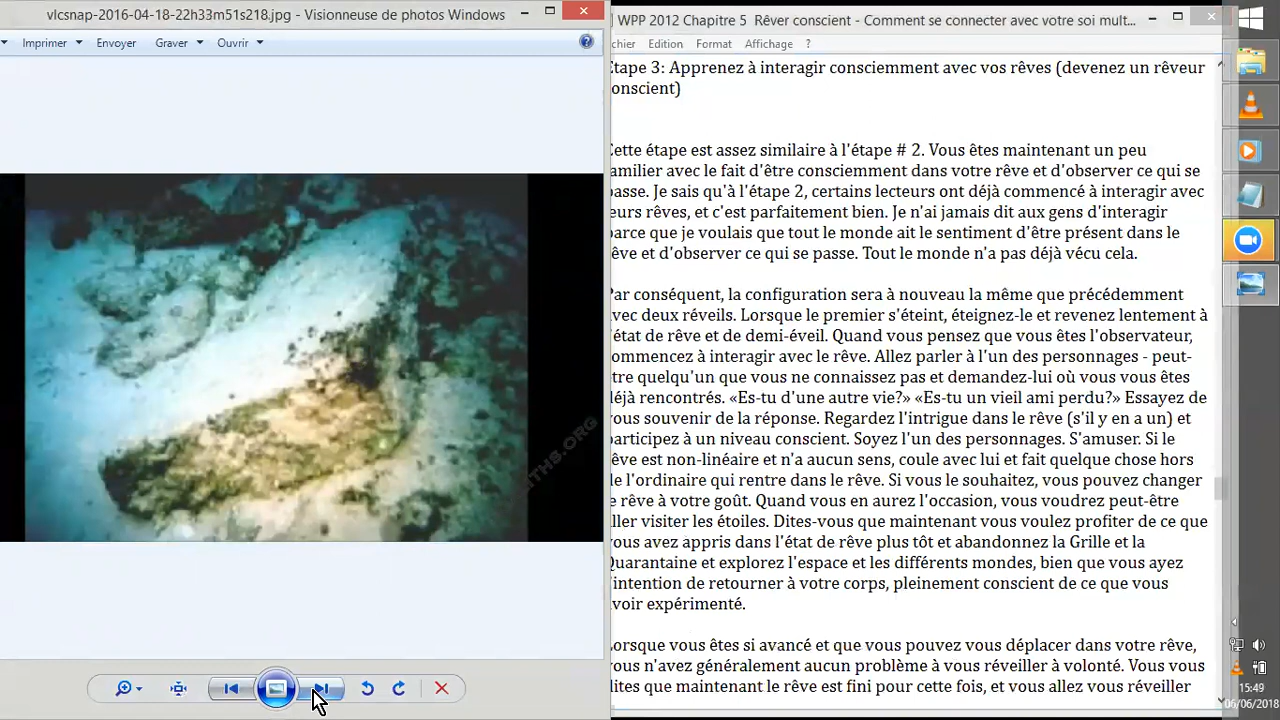 vlcsnap-2016-04-18-22h33m51s218.jpg - Visionneuse de photos Windows
Imprimer Envoyer Graver Ouvrir
WPP 2012 Chapitre 5 Rêver conscient - Comment se connecter avec votre soi mult...
chier Edition Format Affichage ?
Etape 3: Apprenez à interagir consciemment avec vos rêves (devenez un rêveur
onscient)
Cette étape est assez similaire à l'étape # 2. Vous êtes maintenant un peu
amilier avec le fait d'être consciemment dans votre rêve et d'observer ce qui se
passe. Je sais qu'à l'étape 2, certains lecteurs ont déjà commencé à interagir avec
eurs rêves, et c'est parfaitement bien. Je n'ai jamais dit aux gens d'interagir
parce que je voulais que tout le monde ait le sentiment d'être présent dans le
êve et d'observer ce qui se passe. Tout le monde n'a pas déjà vécu cela.
Par conséquent, la configuration sera à nouveau la même que précédemment
avec deux réveils. Lorsque le premier s'éteint, éteignez-le et revenez lentement à
l'état de rêve et de demi-éveil. Quand vous pensez que vous êtes l'observateur,
ommencez à interagir avec le rêve. Allez parler à l'un des personnages - peut-
tre quelqu'un que vous ne connaissez pas et demandez-lui où vous vous êtes
déjà rencontrés. «Es-tu d'une autre vie?» «Es-tu un vieil ami perdu?» Essayez de
vous souvenir de la réponse. Regardez l'intrigue dans le rêve (s'il y en a un) et
participez à un niveau conscient. Soyez l'un des personnages. S'amuser. Si le
êve est non-linéaire et n'a aucun sens, coule avec lui et fait quelque chose hors
de l'ordinaire qui rentre dans le rêve. Si vous le souhaitez, vous pouvez changer
e rêve à votre goût. Quand vous en aurez l'occasion, vous voudrez peut-être
aller visiter les étoiles. Dites-vous que maintenant vous voulez profiter de ce que
vous avez appris dans l'état de rêve plus tôt et abandonnez la Grille et la
Quarantaine et explorez l'espace et les différents mondes, bien que vous ayez
l'intention de retourner à votre corps, pleinement conscient de ce que vous
avoir expérimenté.
Lorsque vous êtes si avancé et que vous pouvez vous déplacer dans votre rêve,
vous n'avez généralement aucun problème à vous réveiller à volonté. Vous vous
dites que maintenant le rêve est fini pour cette fois, et vous allez vous réveiller
15:49
06/06/2018